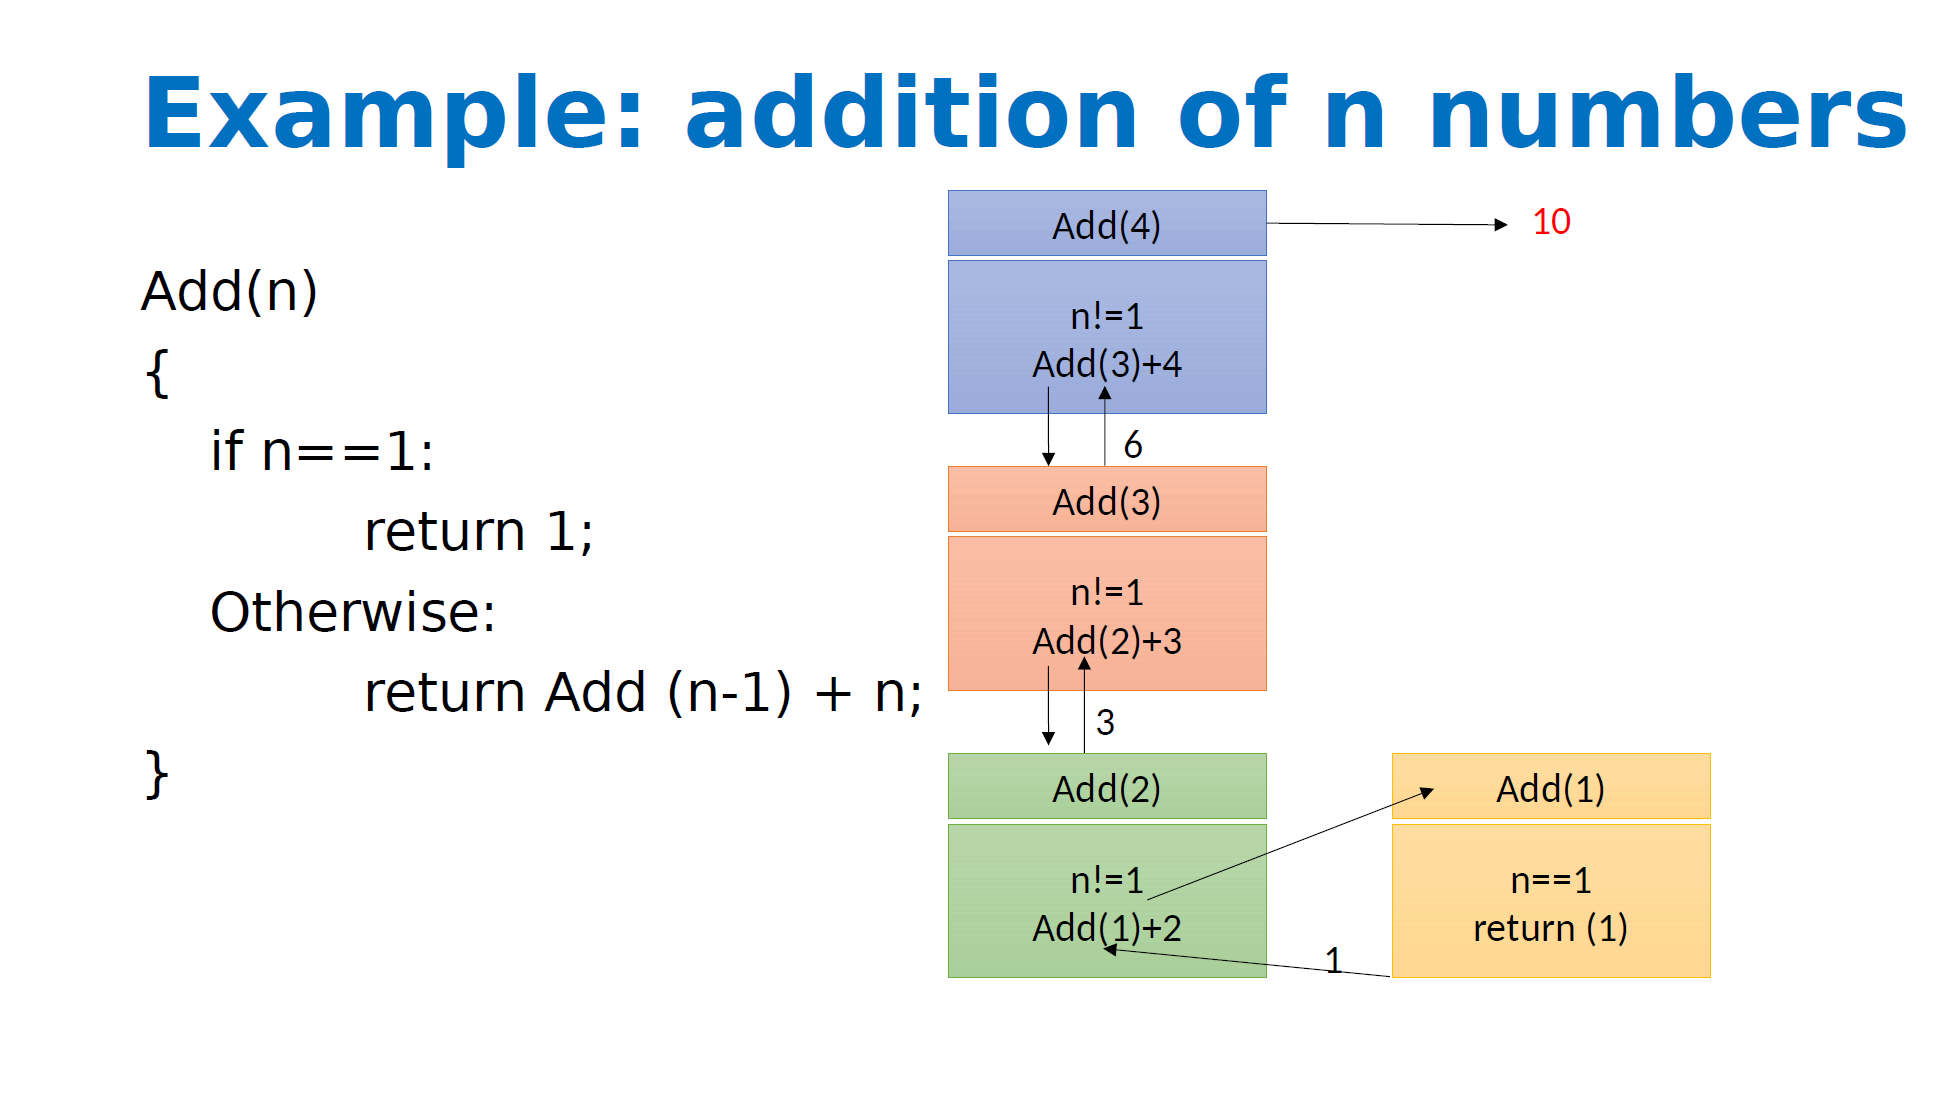 Example: addition of n numbers
Add(n)
{
if n==1:
return 1;
Otherwise:
return Add (n-1) + n;
}
Add(4)
10
n!=1
Add(3)+4
6
Add(3)
n!=1
Add(2)+3
3
Add(2)
n!=1
Add(1)+2
Add(1)
n==1
return (1)
1